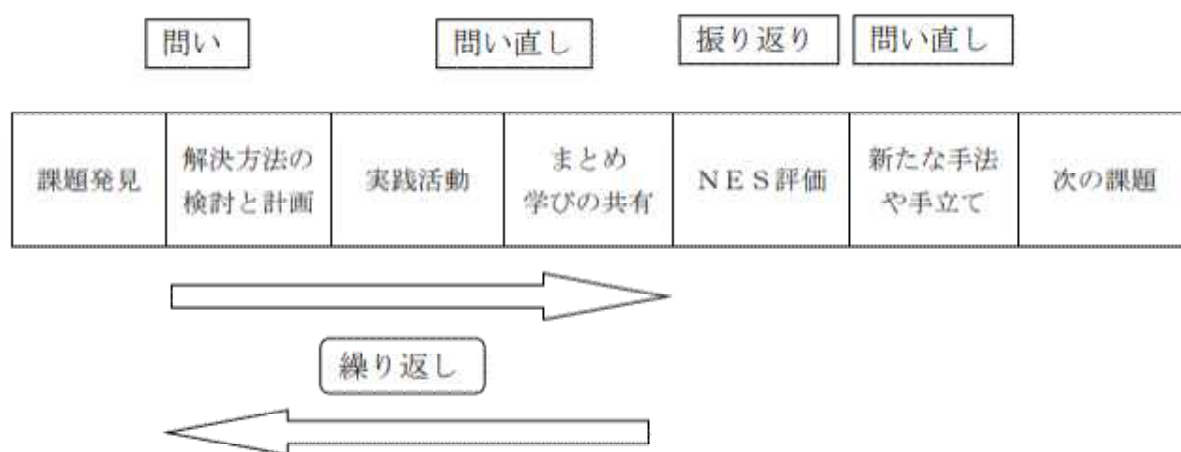 問い
問い直し
振り返り
問い直し
課題発見
解決方法の
検討と計画
実践活動
まとめ
学びの共有
ＮＥＳ評価
新たな手法
や手立て
次の課題
繰り返し